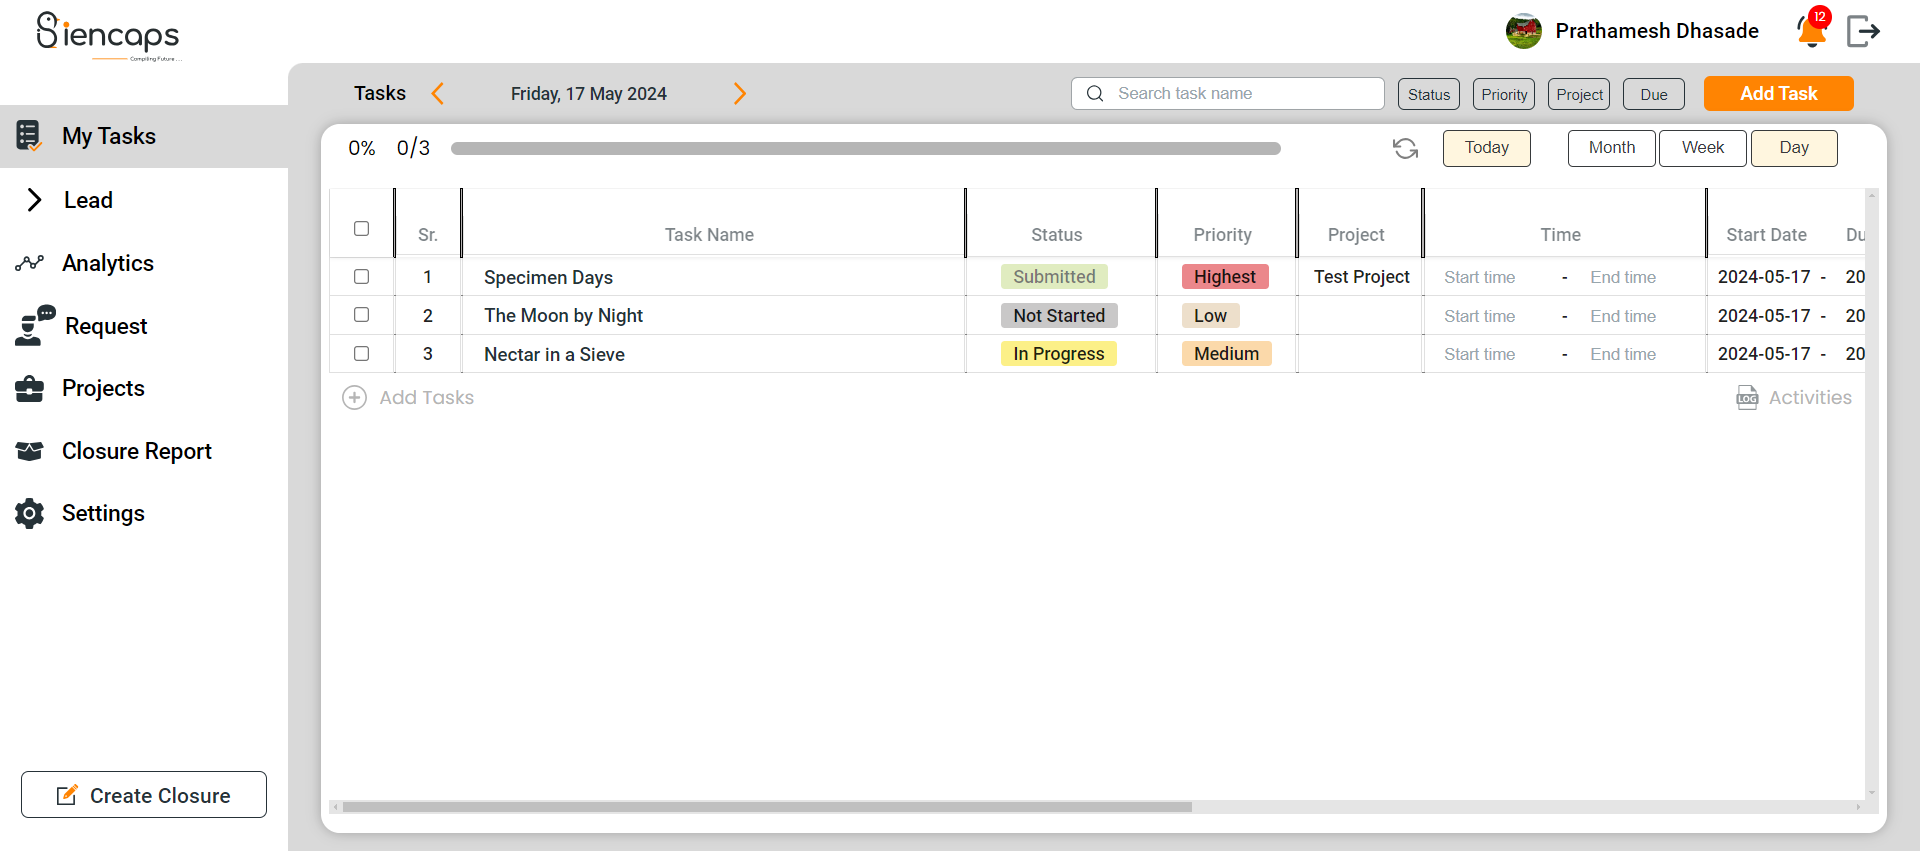 Siencaps
Compiling Future ...
Prathamesh Dhasade
12
Tasks
Friday, 17 May 2024
Search task name
Status
Priority
Project
Due
Add Task
My Tasks
Lead
Analytics
Request
Projects
Closure Report
Settings
Create Closure
0% 0/3
Today
Month
Week
Day
Sr. Task Name Status Priority Project Time Start Date Du
1 Specimen Days Submitted Highest Test Project Start time - End time 2024-05-17 - 20
2 The Moon by Night Not Started Low Start time - End time 2024-05-17 - 20
3 Nectar in a Sieve In Progress Medium Start time - End time 2024-05-17 - 20
Add Tasks
LOG Activities